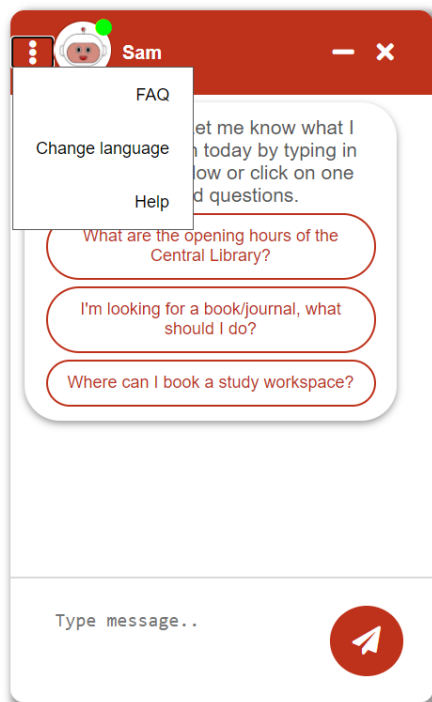 Sam
FAQ
Change language
Help
et me know what I
today by typing in
low or click on one
d questions.
What are the opening hours of the
Central Library?
I'm looking for a book/journal, what
should I do?
Where can I book a study workspace?
Type message..